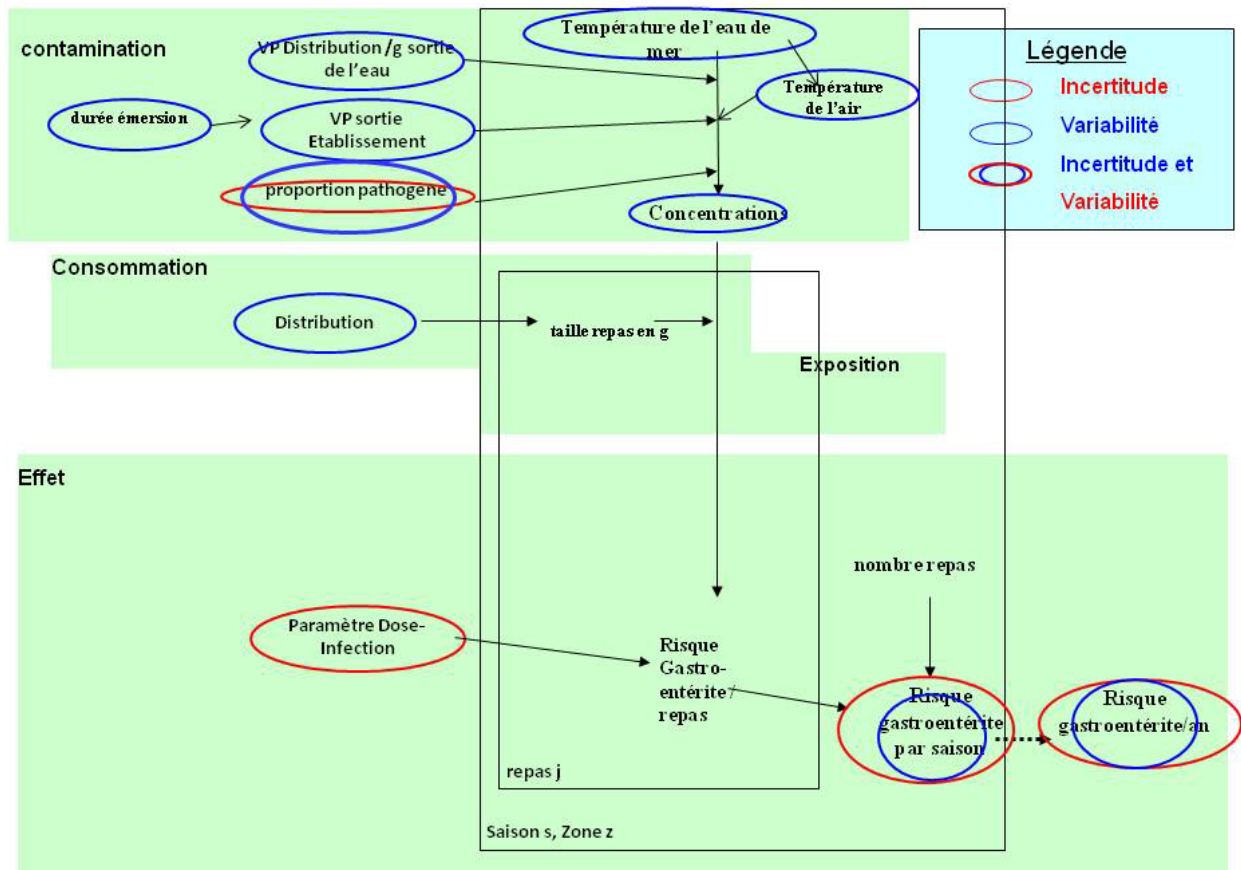 contamination
VP Distribution /g sortie
de l'eau
Température de l'eau de
mer
Température
de l'air
durée émersion
VP sortie
Etablissement
proportion pathogène
Concentrations
Légende
Incertitude
Variabilité
Incertitude et
Variabilité
Consommation
Distribution
taille repas en g
Exposition
Effet
nombre repas
Paramètre Dose-
Infection
Risque
Gastro-
entérite /
repas
Risque
gastroentérite
par saison
Risque
gastroentérite/an
repas j
Saison s, Zone z